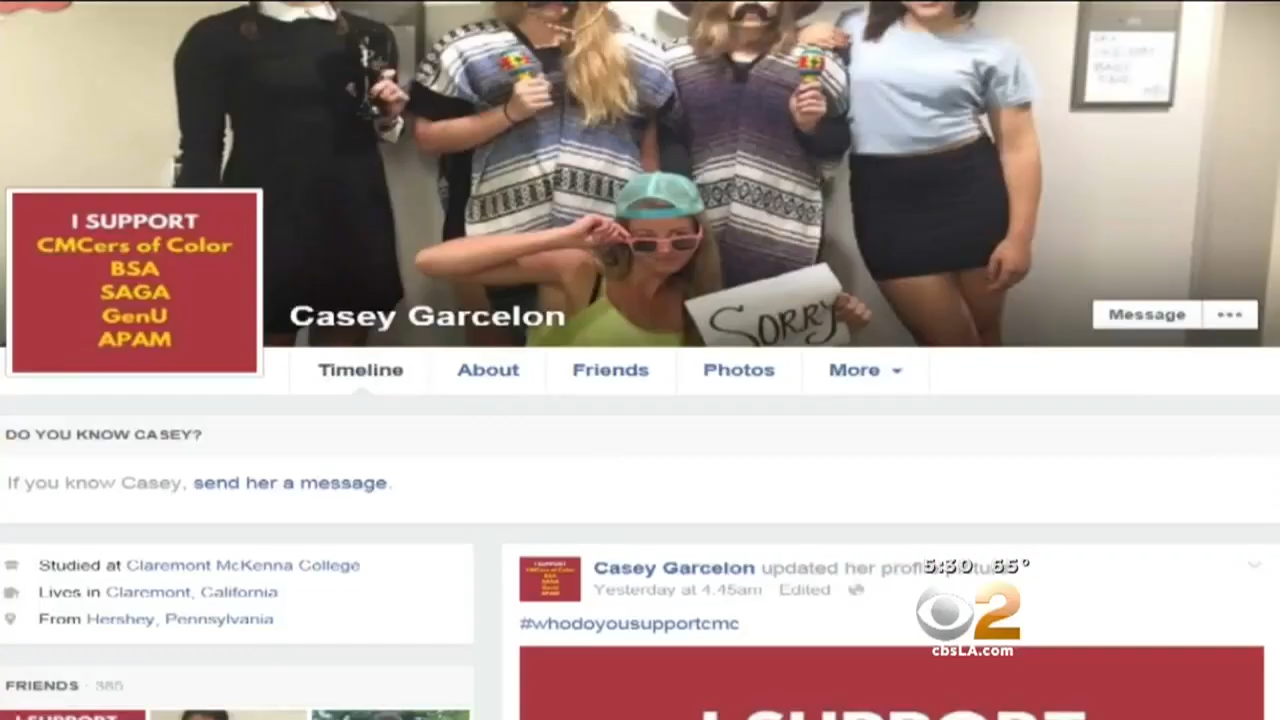 I SUPPORT
CMCers of Color
BSA
SAGA
GenU
APAM
Casey Garcelon
SORRY
Message
Timeline
About
Friends
Photos
More
DO YOU KNOW CASEY?
If you know Casey, send her a message.
Studied at Claremont McKenna College
Lives in Claremont, California
From Hershey, Pennsylvania
FRIENDS · 385
I SUPPORT
Casey Garcelon updated her
Yesterday at 4:45am Edited
#whodoyousupportcmc
I SUPPORT
5:30 65°
2
cbsLA.com